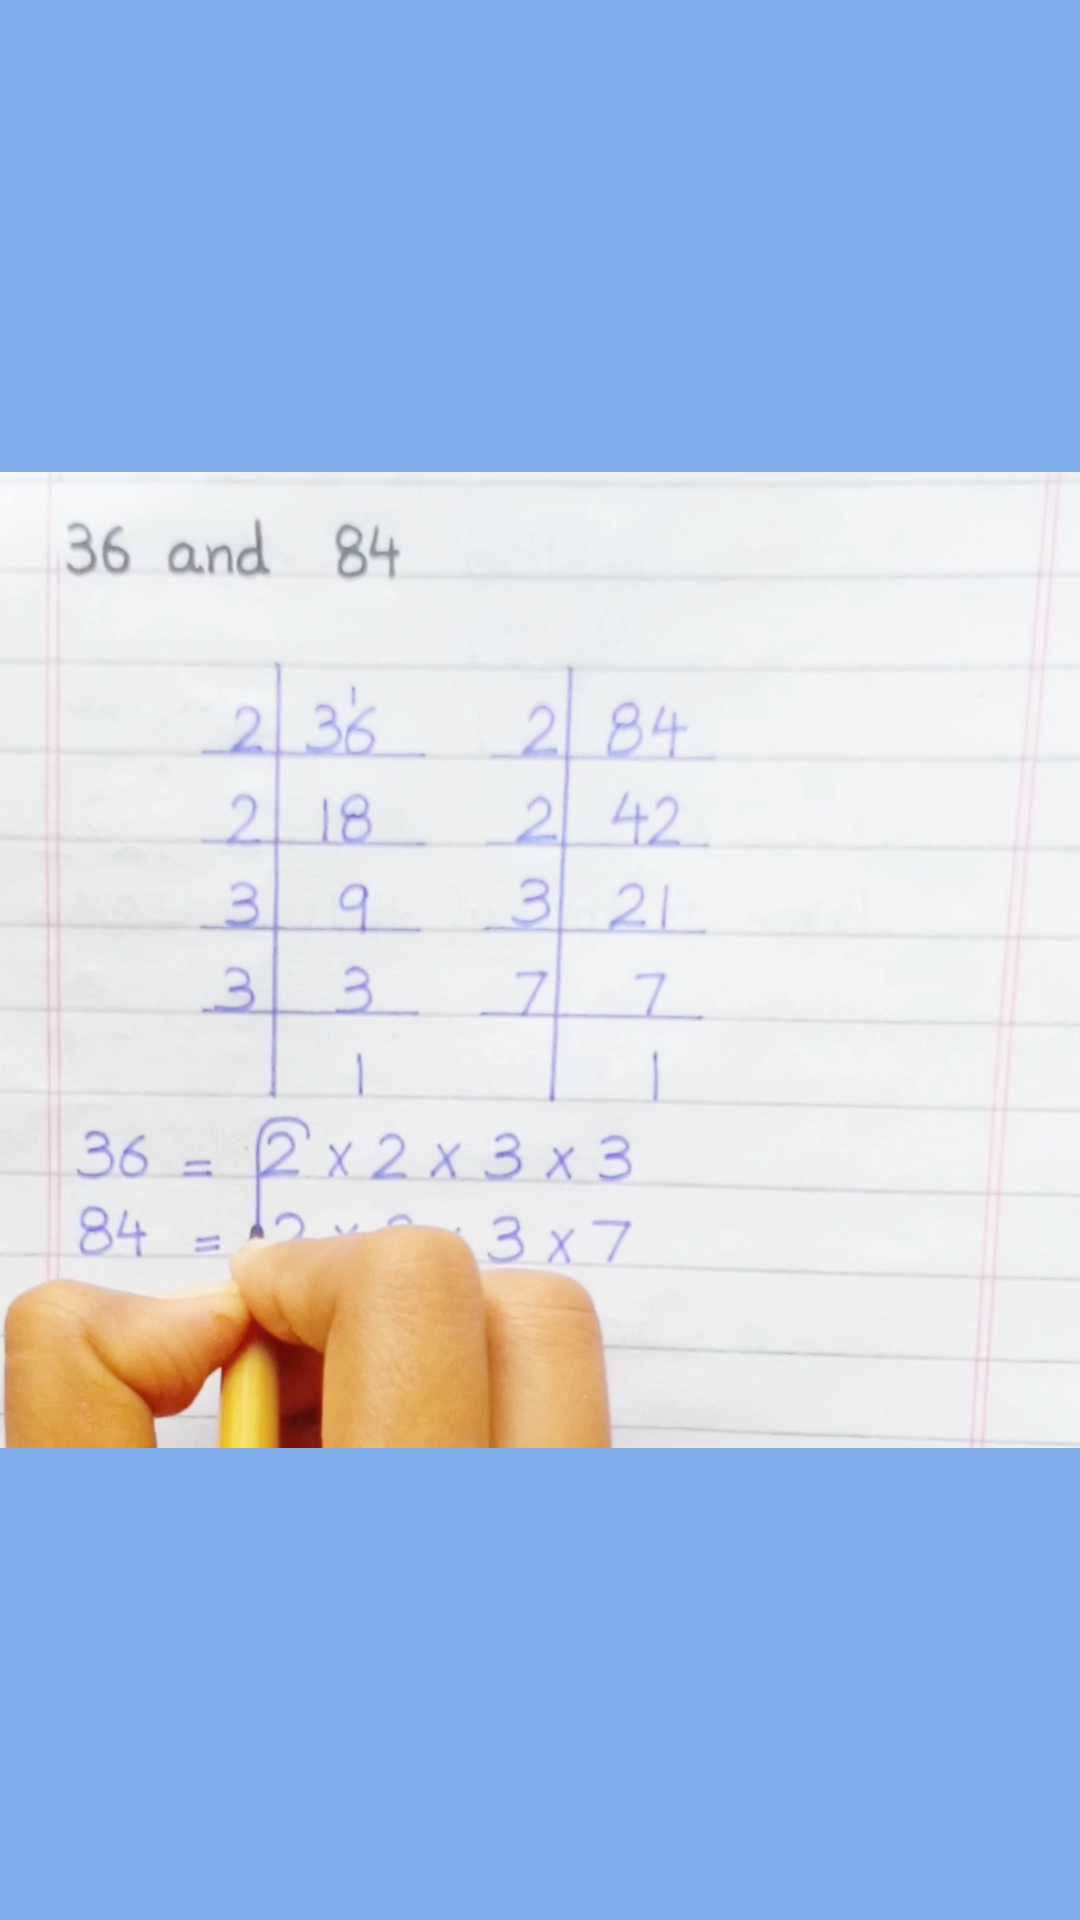 36 and 84
2 | 36 2 | 84
2 | 18 2 | 42
3 | 9 3 | 21
3 | 3 7 | 7
1 1
36 = 2 x 2 x 3 x 3
84 = 2 x 3 x 7